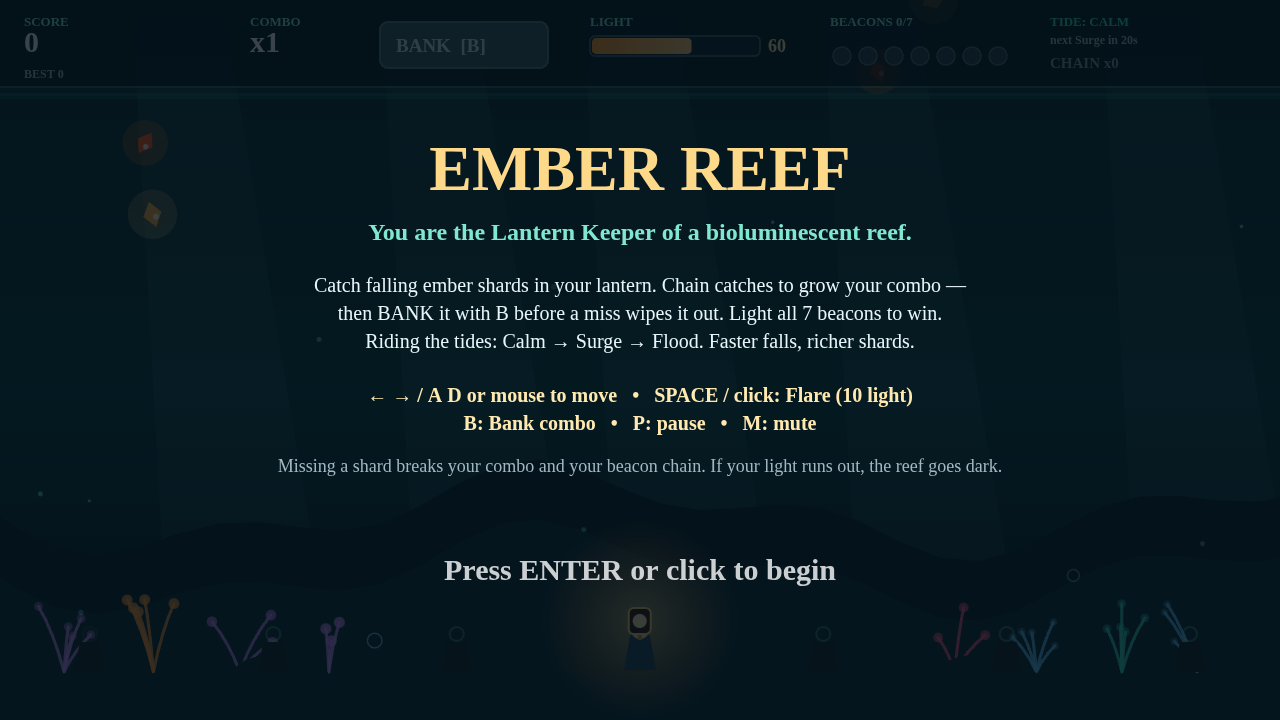 SCORE
0
BEST 0
COMBO
x1
BANK [B]
LIGHT
60
BEACONS 0/7
TIDE: CALM
next Surge in 20s
CHAIN x0
EMBER REEF
You are the Lantern Keeper of a bioluminescent reef.
Catch falling ember shards in your lantern. Chain catches to grow your combo —
then BANK it with B before a miss wipes it out. Light all 7 beacons to win.
Riding the tides: Calm → Surge → Flood. Faster falls, richer shards.
← → / A D or mouse to move • SPACE / click: Flare (10 light)
B: Bank combo • P: pause • M: mute
Missing a shard breaks your combo and your beacon chain. If your light runs out, the reef goes dark.
Press ENTER or click to begin